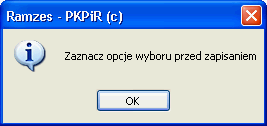 Ramzes - PKPiR (c)
Zaznacz opcje wyboru przed zapisaniem
OK